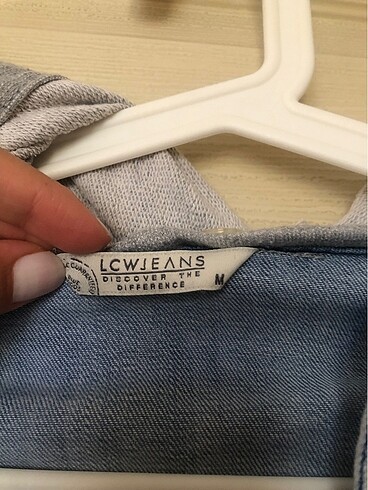 LCWJEANS
DISCOVER THE
DIFFERENCE
M